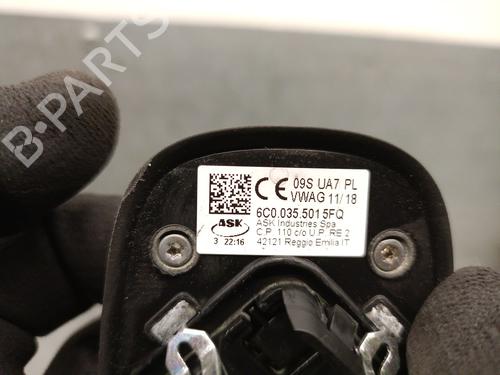 B-PARTS
09S UA7 PL
VWAG 11/18
6C0.035.501 5FQ
ASK Industries Spa
ASK
C.P. 110 c/o U.P. RE 2
3 22:16
42121 Reggio Emilia IT